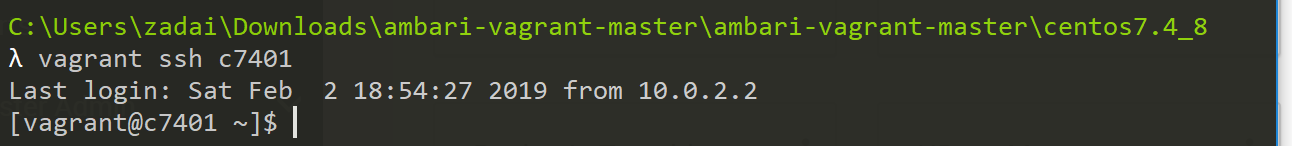 C:\Users\zadai\Downloads\ambari-vagrant-master\ambari-vagrant-master\centos7.4_8
λ vagrant ssh c7401
Last login: Sat Feb  2 18:54:27 2019 from 10.0.2.2
[vagrant@c7401 ~]$